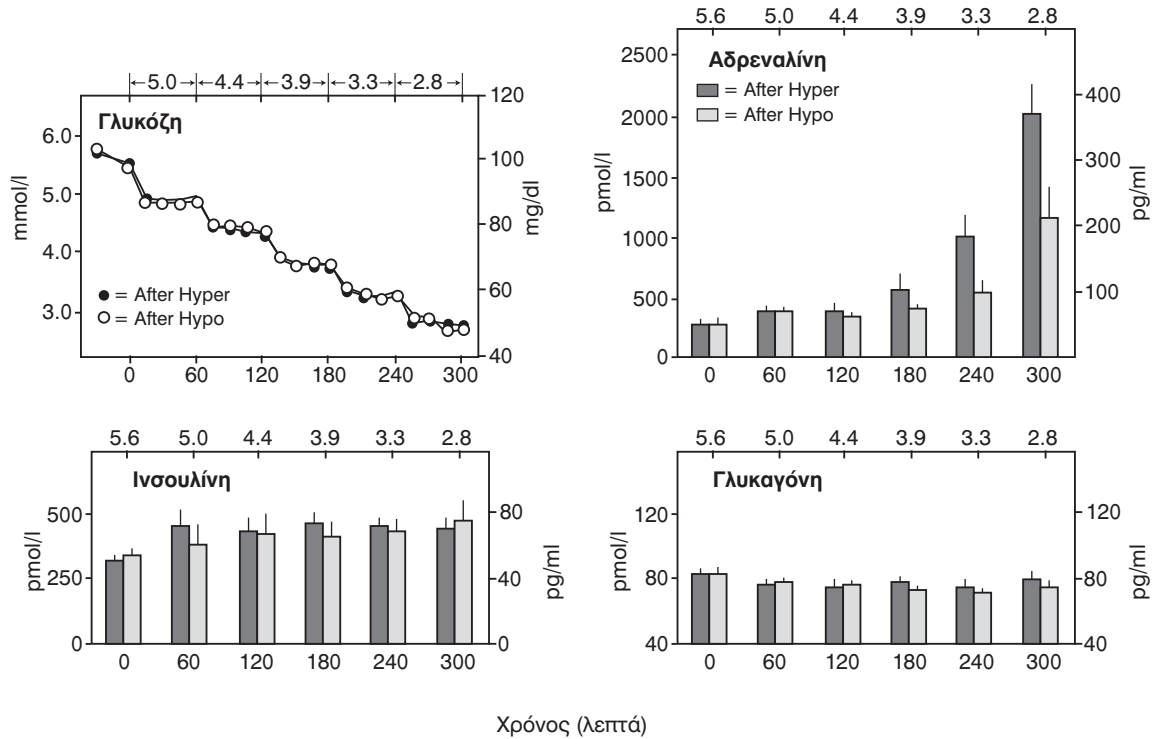 5.0 4.4 3.9 3.3 2.8
Γλυκόζη
mmol/l
6.0
5.0
4.0
3.0
mg/dl
120
100
80
60
40
● = After Hyper
○ = After Hypo
0 60 120 180 240 300
5.6 5.0 4.4 3.9 3.3 2.8
Αδρεναλίνη
= After Hyper
= After Hypo
pmol/l
2500
2000
1500
1000
500
0
pg/ml
400
300
200
100
0 60 120 180 240 300
5.6 5.0 4.4 3.9 3.3 2.8
Ινσουλίνη
pmol/l
500
250
0
pg/ml
80
40
0
0 60 120 180 240 300
5.6 5.0 4.4 3.9 3.3 2.8
Γλυκαγόνη
pmol/l
120
80
40
pg/ml
120
80
40
0 60 120 180 240 300
Χρόνος (λεπτά)